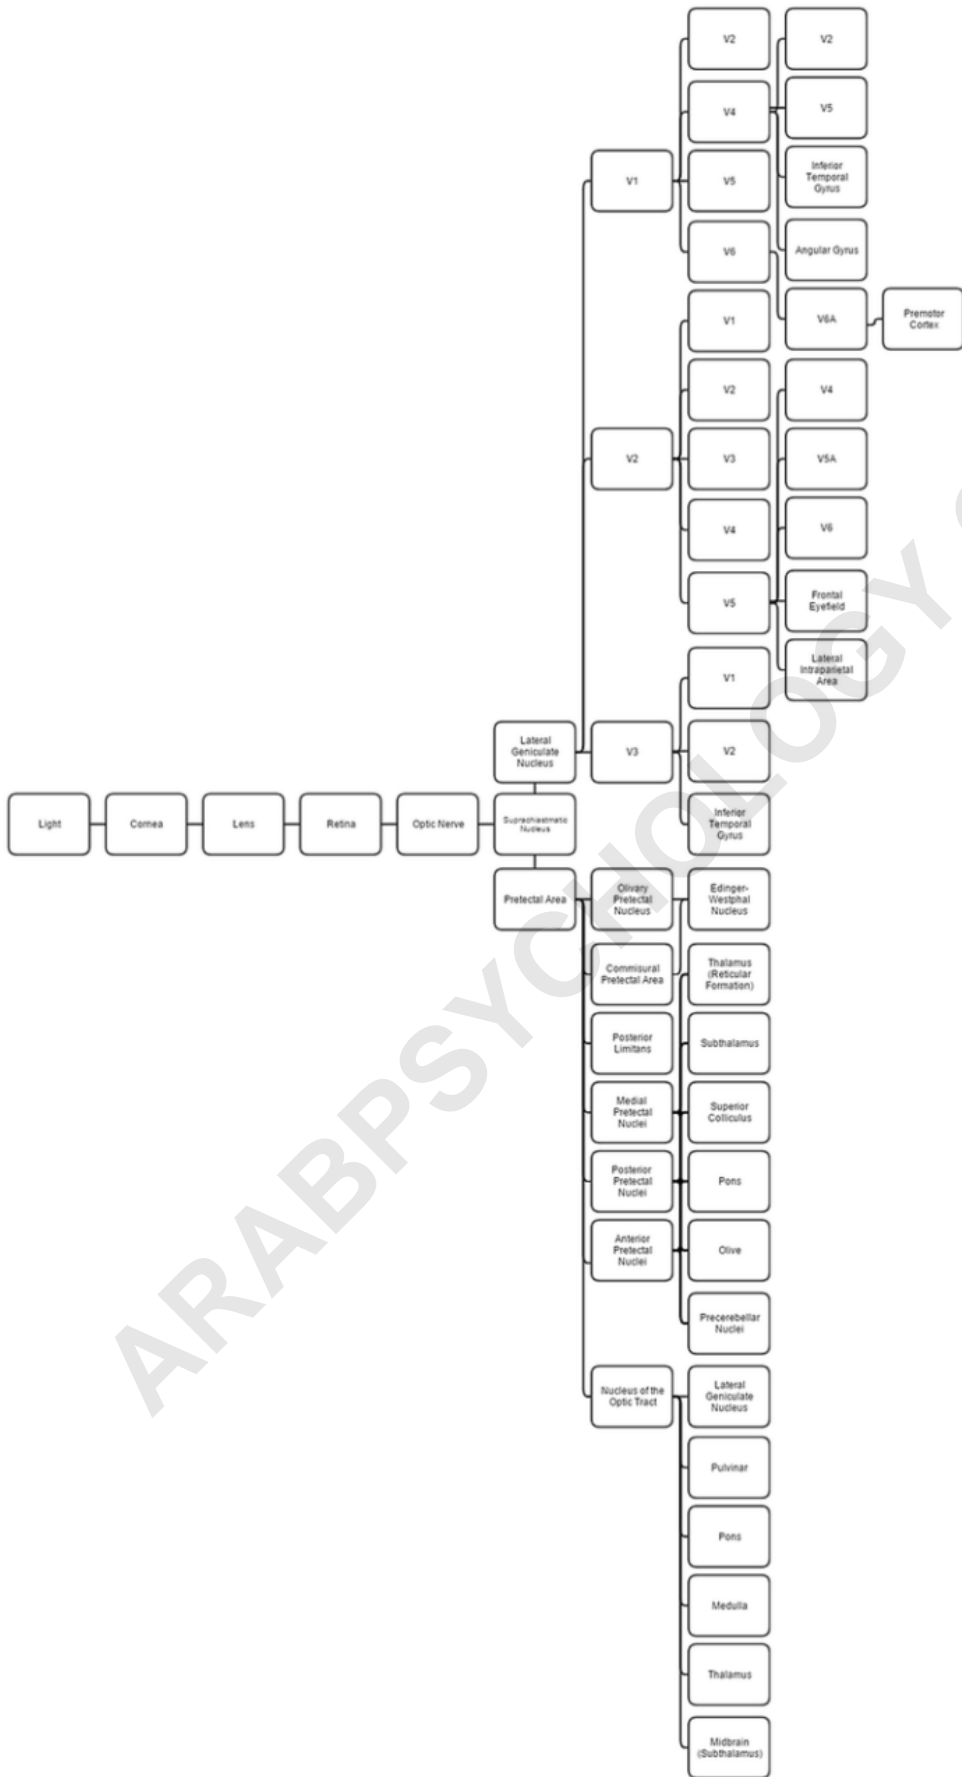 V2
V2
V4
V5
V1
V5
Inferior
Temporal
Gyrus
V6
Angular Gyrus
V1
V6A
Premotor
Cortex
V2
V4
V2
V3
V5A
V4
V6
V5
Frontal
Eyefield
V1
Lateral
Intraparietal
Area
Lateral
Geniculate
Nucleus
V3
V2
Light
Cornea
Lens
Retina
Optic Nerve
Suprachiastmatic
Nucleus
Inferior
Temporal
Gyrus
Pretectal Area
Olivary
Pretectal
Nucleus
Edinger-
Westphal
Nucleus
Commisural
Pretectal Area
Thalamus
(Reticular
Formation)
Posterior
Limitans
Subthalamus
Medial
Pretectal
Nuclei
Superior
Colliculus
Posterior
Pretectal
Nuclei
Pons
Anterior
Pretectal
Nuclei
Olive
Precerebellar
Nuclei
Nucleus of the
Optic Tract
Lateral
Geniculate
Nucleus
Pulvinar
Pons
Medulla
Thalamus
Midbrain
(Subthalamus)
ARABPSYCHOLOGY